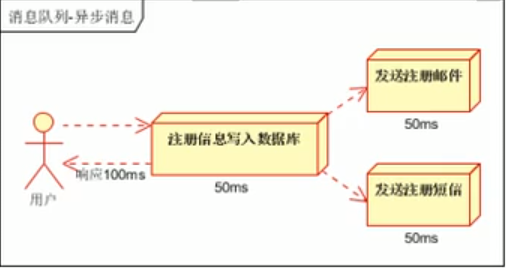 消息队列-异步消息
发送注册邮件
50ms
注册信息写入数据库
响应100ms
50ms
用户
发送注册短信
50ms